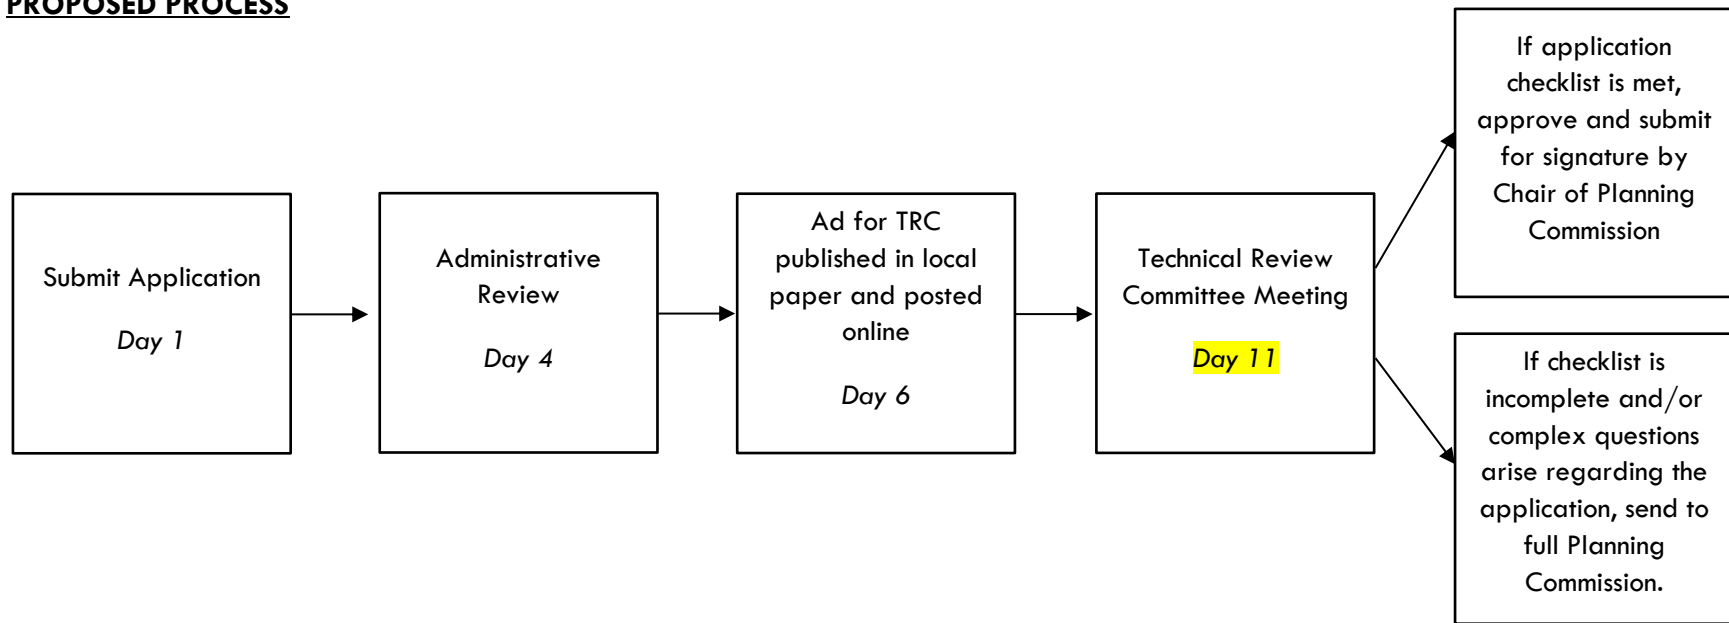 PROPOSED PROCESS
Submit Application
Day 1
Administrative
Review
Day 4
Ad for TRC
published in local
paper and posted
online
Day 6
Technical Review
Committee Meeting
Day 11
If application
checklist is met,
approve and submit
for signature by
Chair of Planning
Commission
If checklist is
incomplete and/or
complex questions
arise regarding the
application, send to
full Planning
Commission.